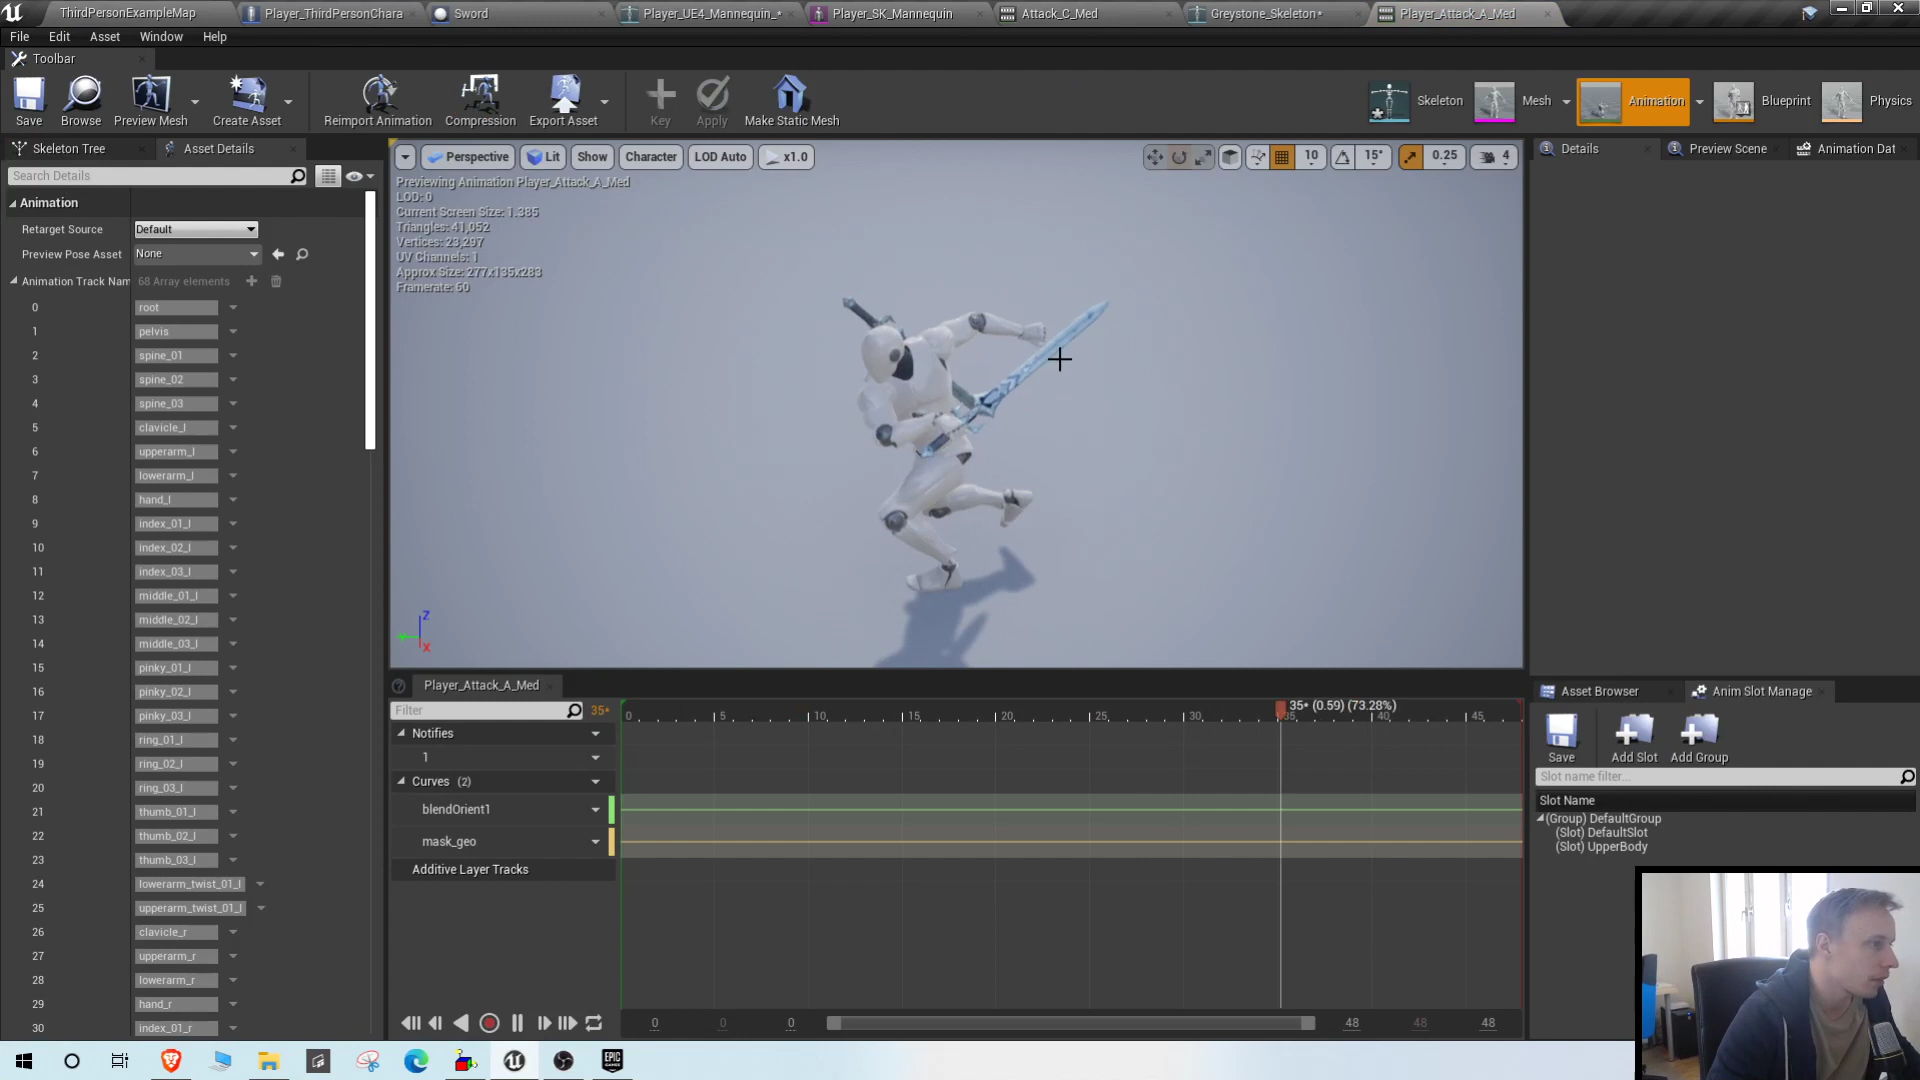 ThirdPersonExampleMap
Player_ThirdPersonChara
Sword
Player_UE4_Mannequin_*
Player_SK_Mannequin
Attack_C_Med
Greystone_Skeleton*
Player_Attack_A_Med
File Edit Asset Window Help
Toolbar
Save Browse Preview Mesh Create Asset Reimport Animation Compression Export Asset Key Apply Make Static Mesh
Skeleton Mesh Animation Blueprint Physics
Skeleton Tree Asset Details
Search Details
Animation
Retarget Source Default
Preview Pose Asset None
Animation Track Nam 68 Array elements
0 root
1 pelvis
2 spine_01
3 spine_02
4 spine_03
5 clavicle_l
6 upperarm_l
7 lowerarm_l
8 hand_l
9 index_01_l
10 index_02_l
11 index_03_l
12 middle_01_l
13 middle_02_l
14 middle_03_l
15 pinky_01_l
16 pinky_02_l
17 pinky_03_l
18 ring_01_l
19 ring_02_l
20 ring_03_l
21 thumb_01_l
22 thumb_02_l
23 thumb_03_l
24 lowerarm_twist_01_l
25 upperarm_twist_01_l
26 clavicle_r
27 upperarm_r
28 lowerarm_r
29 hand_r
30 index_01_r
Perspective Lit Show Character LOD Auto x1.0
10 15° 0.25 4
Previewing Animation Player_Attack_A_Med
LOD: 0
Current Screen Size: 1.385
Triangles: 41,052
Vertices: 23,297
UV Channels: 1
Approx Size: 277x135x283
Framerate: 60
Z
Y
X
Player_Attack_A_Med
Filter 35*
35* (0.59) (73.28%)
0 5 10 15 20 25 30 35 40 45
Notifies
1
Curves (2)
blendOrient1
mask_geo
Additive Layer Tracks
0 0 0 48 48 48
Details Preview Scene Animation Dat
Asset Browser Anim Slot Manage
Save Add Slot Add Group
Slot name filter...
Slot Name
(Group) DefaultGroup
(Slot) DefaultSlot
(Slot) UpperBody
EPIC GAMES